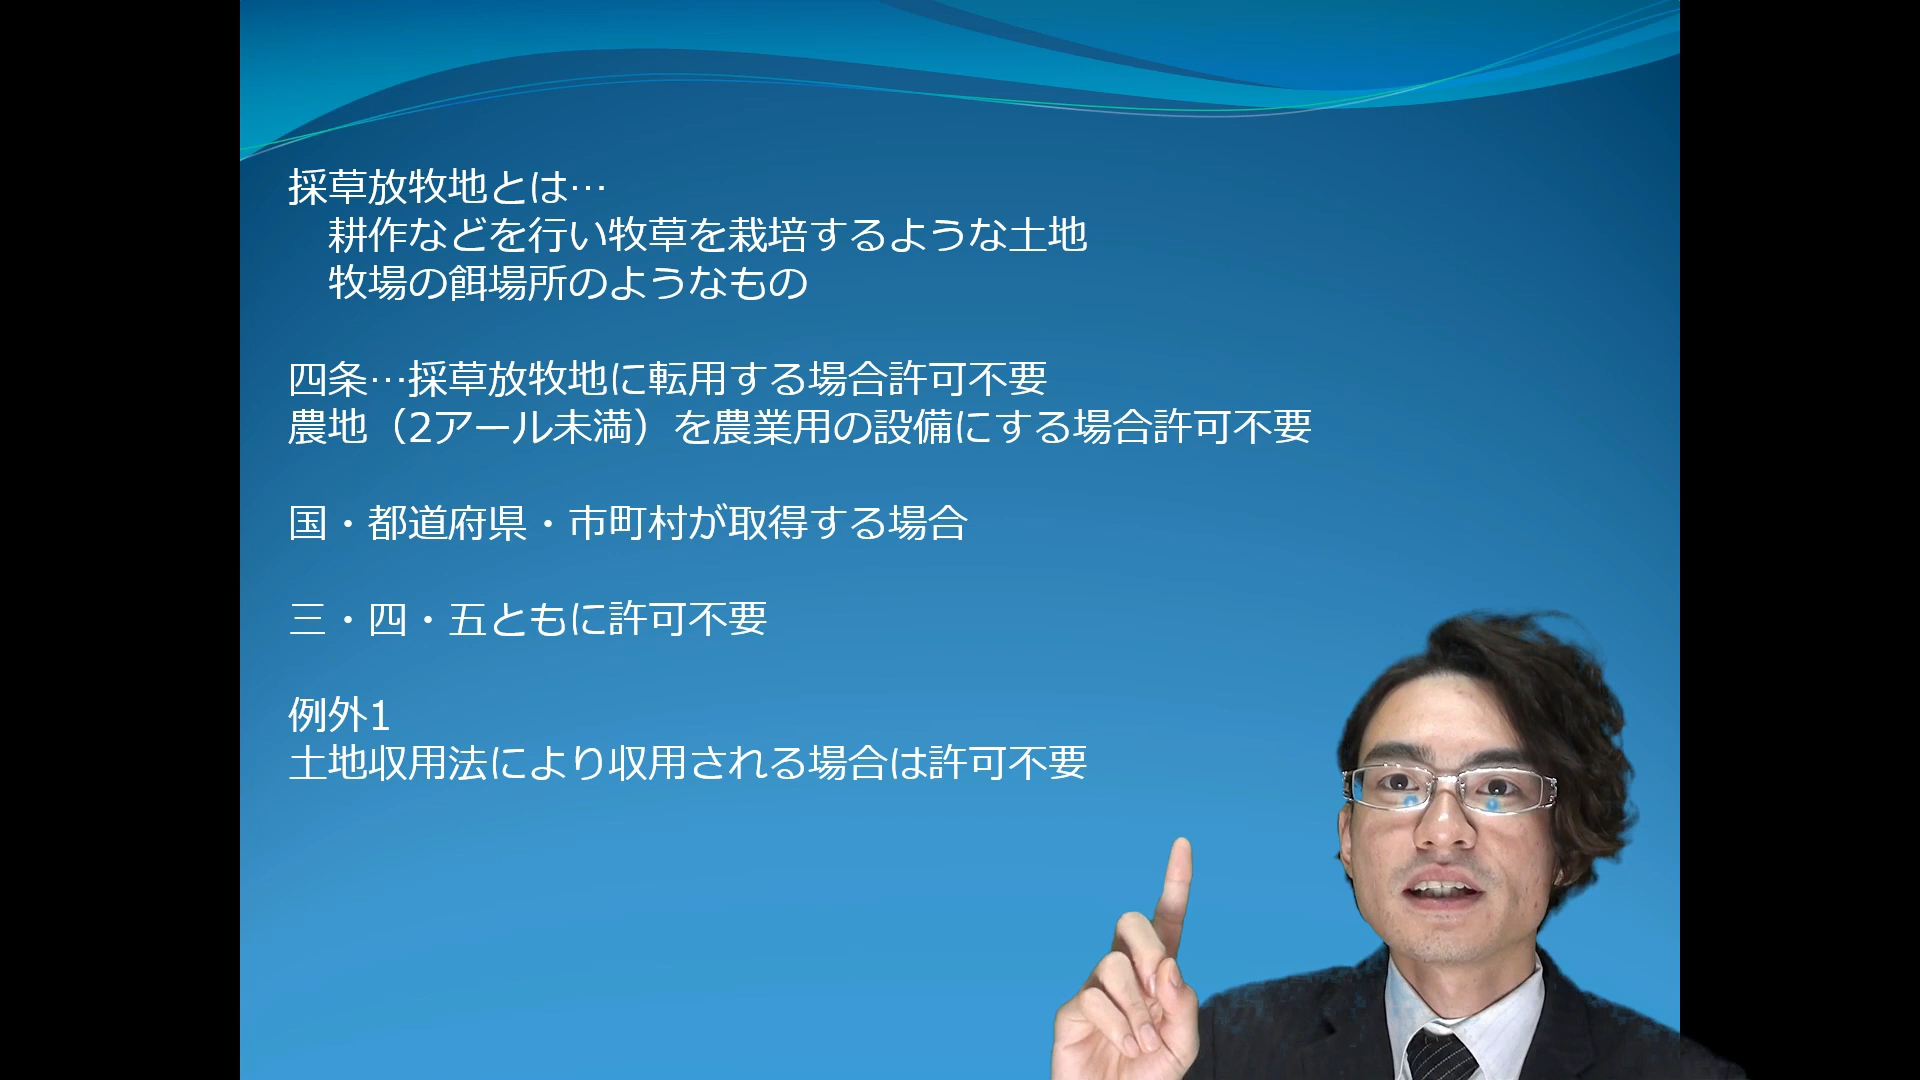 採草放牧地とは…
耕作などを行い牧草を栽培するような土地
牧場の餌場所のようなもの
四条…採草放牧地に転用する場合許可不要
農地（2アール未満）を農業用の設備にする場合許可不要
国・都道府県・市町村が取得する場合
三・四・五ともに許可不要
例外1
土地収用法により収用される場合は許可不要